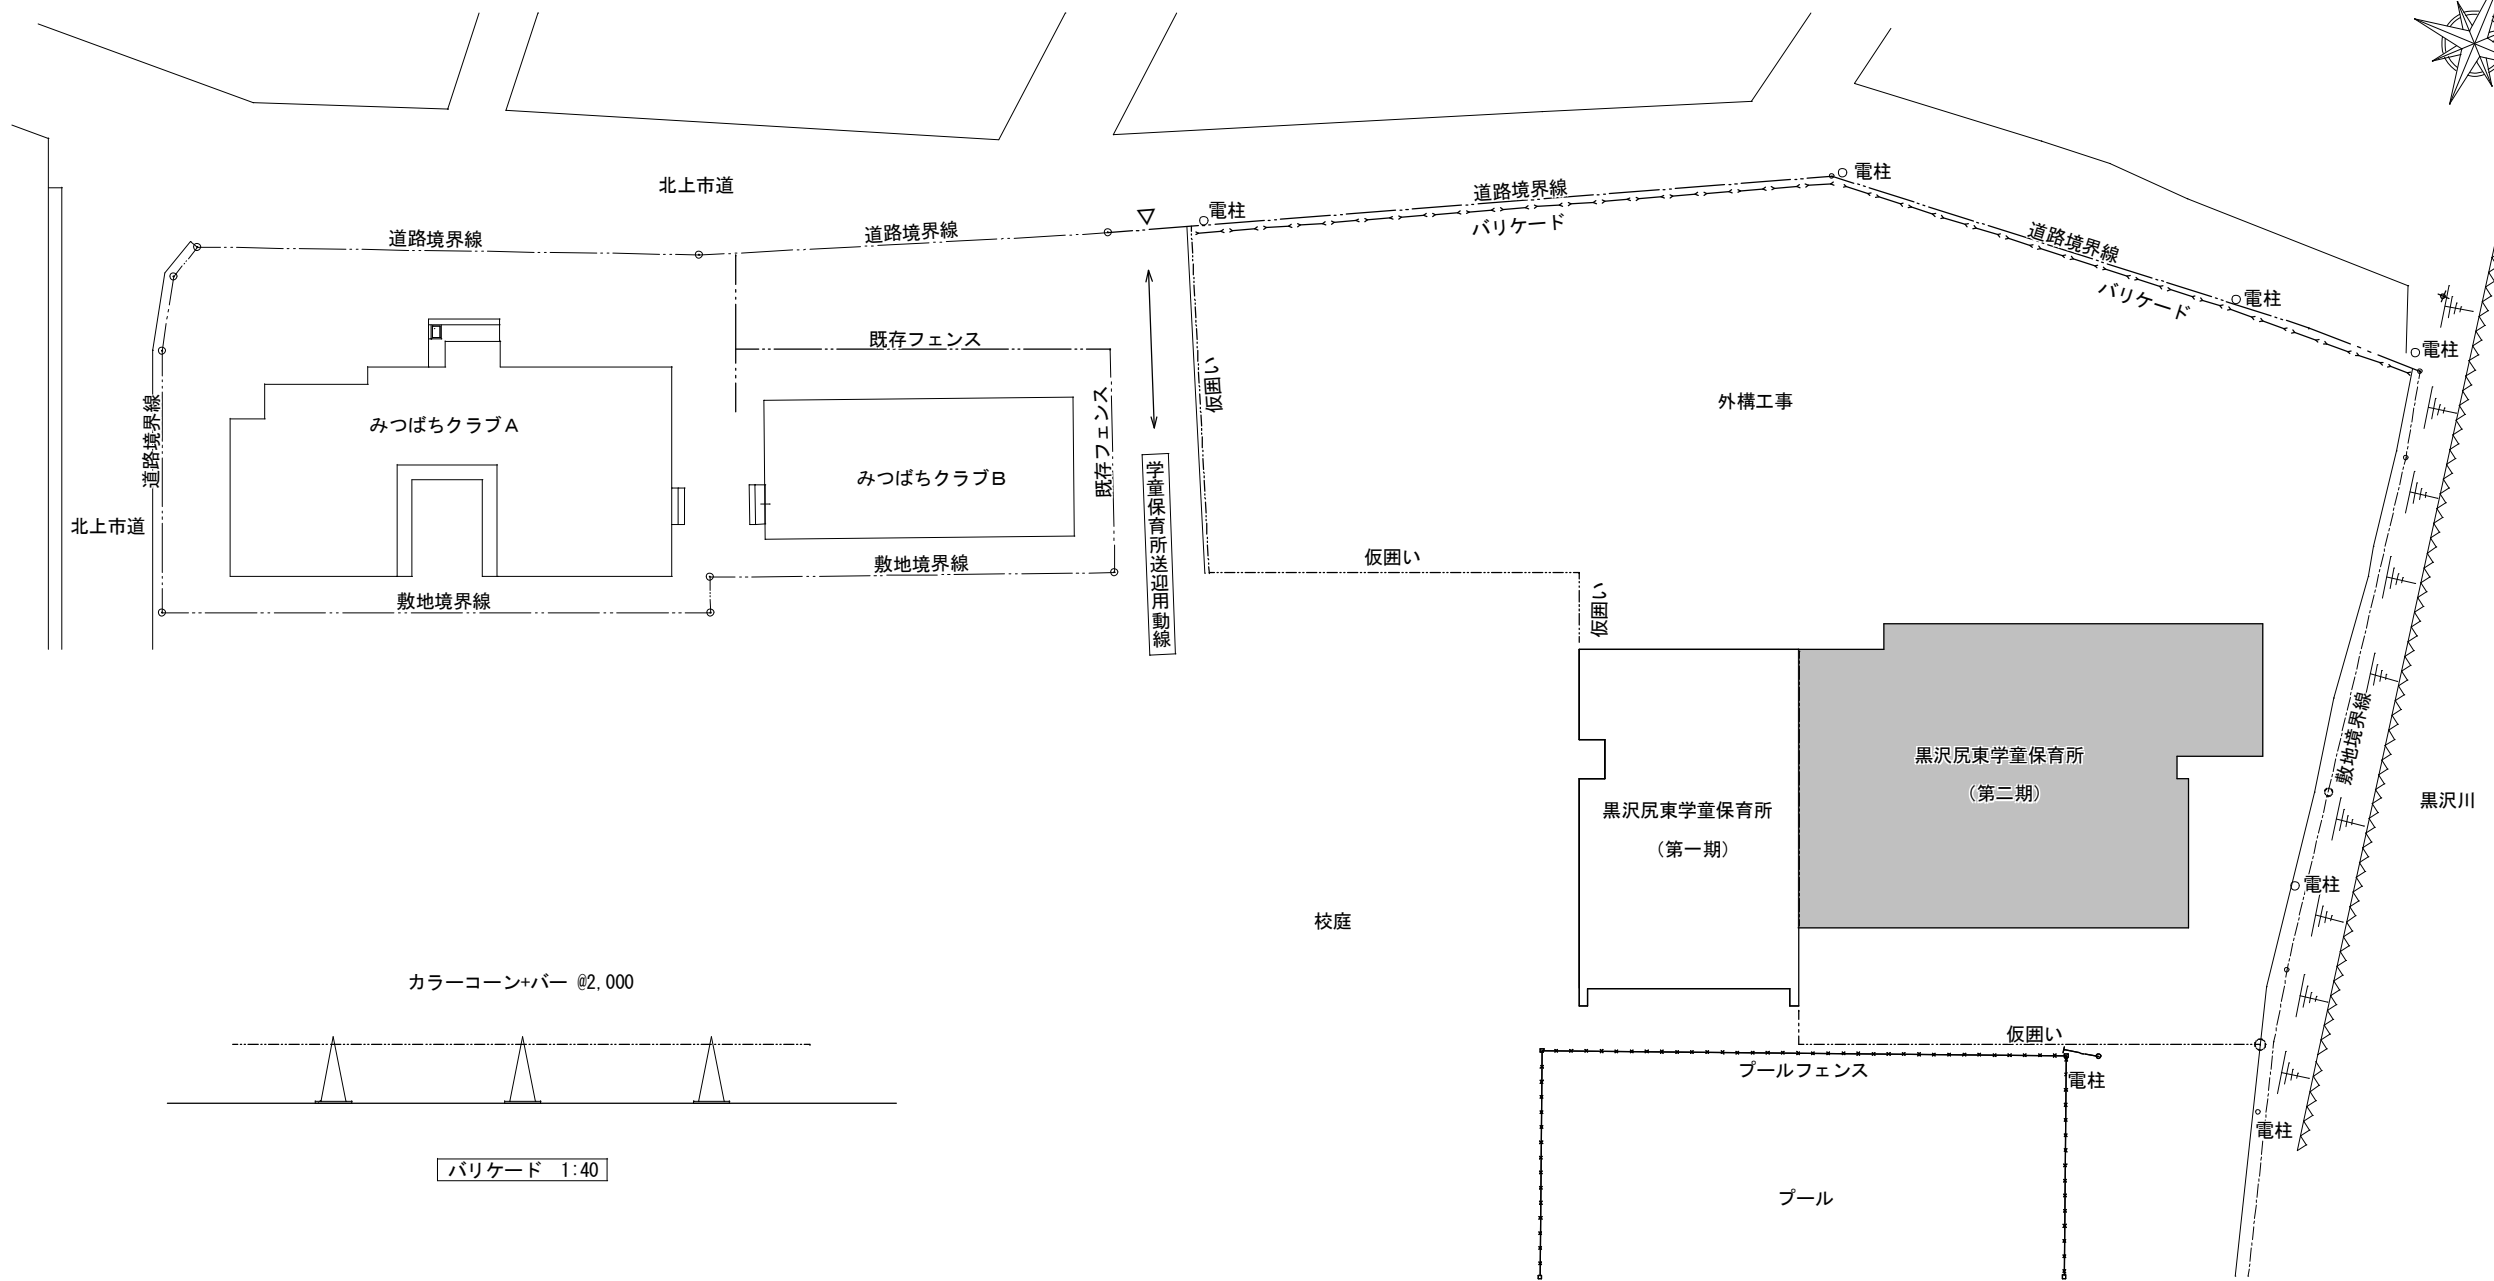 北上市道
電柱
道路境界線
電柱
道路境界線
バリケード
道路境界線
道路境界線
バリケード
電柱
電柱
既存フェンス
仮囲い
外構工事
道路境界線
みつばちクラブA
既存フェンス
みつばちクラブB
学童保育所送迎用動線
北上市道
敷地境界線
仮囲い
敷地境界線
仮囲い
敷地境界線
黒沢尻東学童保育所
(第二期)
黒沢川
黒沢尻東学童保育所
(第一期)
電柱
校庭
カラーコーン+バー @2,000
仮囲い
プールフェンス
電柱
電柱
バリケード 1:40
プール